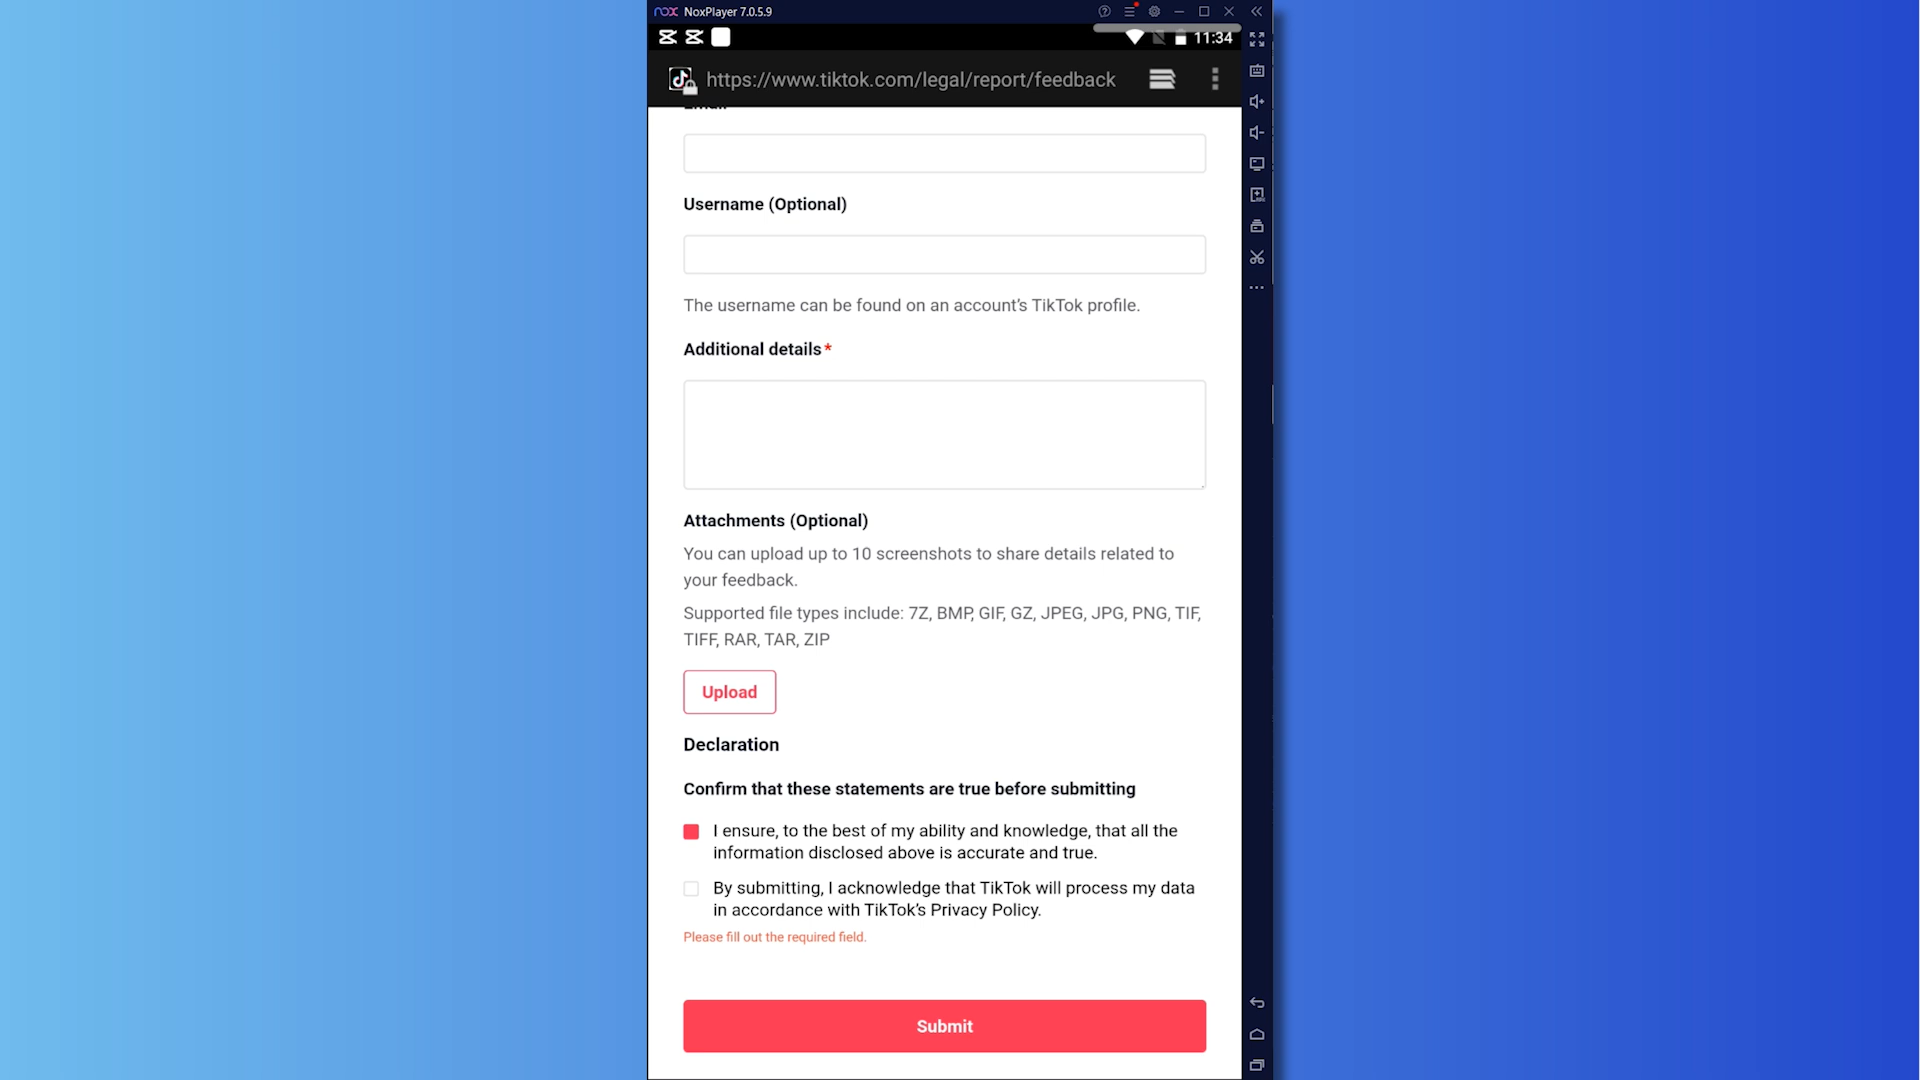 nox NoxPlayer 7.0.5.9
11:34
https://www.tiktok.com/legal/report/feedback
Email
Username (Optional)
The username can be found on an account's TikTok profile.
Additional details*
Attachments (Optional)
You can upload up to 10 screenshots to share details related to
your feedback.
Supported file types include: 7Z, BMP, GIF, GZ, JPEG, JPG, PNG, TIF,
TIFF, RAR, TAR, ZIP
Upload
Declaration
Confirm that these statements are true before submitting
I ensure, to the best of my ability and knowledge, that all the
information disclosed above is accurate and true.
By submitting, I acknowledge that TikTok will process my data
in accordance with TikTok's Privacy Policy.
Please fill out the required field.
Submit